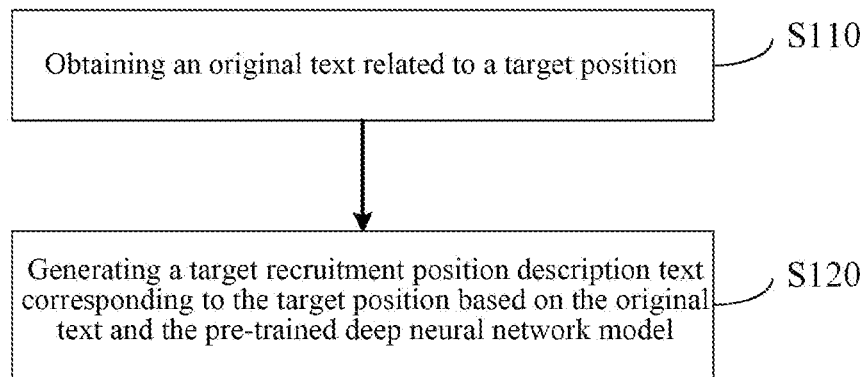 Obtaining an original text related to a target position
S110
Generating a target recruitment position description text
corresponding to the target position based on the original
text and the pre-trained deep neural network model
S120